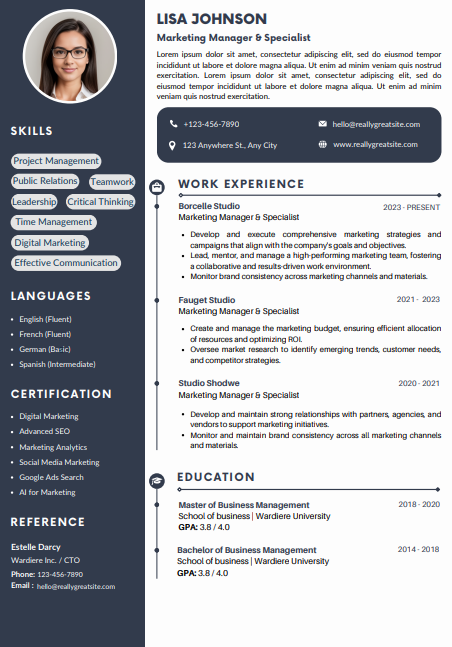 LISA JOHNSON
Marketing Manager & Specialist
Lorem ipsum dolor sit amet, consectetur adipiscing elit, sed do eiusmod tempor
incididunt ut labore et dolore magna aliqua. Ut enim ad minim veniam quis nostrud
exercitation. Lorem ipsum dolor sit amet, consectetur adipiscing elit, sed do
eiusmod tempor incididunt ut labore et dolore magna aliqua. Ut enim ad minim
veniam quis nostrud exercitation.
+123-456-7890
hello@reallygreatsite.com
123 Anywhere St., Any City
www.reallygreatsite.com
SKILLS
Project Management
Public Relations
Teamwork
Leadership
Critical Thinking
Time Management
Digital Marketing
Effective Communication
LANGUAGES
• English (Fluent)
• French (Fluent)
• German (Basic)
• Spanish (Intermediate)
CERTIFICATION
• Digital Marketing
• Advanced SEO
• Marketing Analytics
• Social Media Marketing
• Google Ads Search
• AI for Marketing
REFERENCE
Estelle Darcy
Wardiere Inc. / CTO
Phone: 123-456-7890
Email : hello@reallygreatsite.com
WORK EXPERIENCE
Borcelle Studio
2023 - PRESENT
Marketing Manager & Specialist
• Develop and execute comprehensive marketing strategies and
campaigns that align with the company's goals and objectives.
• Lead, mentor, and manage a high-performing marketing team, fostering
a collaborative and results-driven work environment.
• Monitor brand consistency across marketing channels and materials.
Fauget Studio
2021 - 2023
Marketing Manager & Specialist
• Create and manage the marketing budget, ensuring efficient allocation
of resources and optimizing ROI.
• Oversee market research to identify emerging trends, customer needs,
and competitor strategies.
Studio Shodwe
2020 - 2021
Marketing Manager & Specialist
• Develop and maintain strong relationships with partners, agencies, and
vendors to support marketing initiatives.
• Monitor and maintain brand consistency across all marketing channels
and materials.
EDUCATION
Master of Business Management
2018 - 2020
School of business | Wardiere University
GPA: 3.8 / 4.0
Bachelor of Business Management
2014 - 2018
School of business | Wardiere University
GPA: 3.8 / 4.0